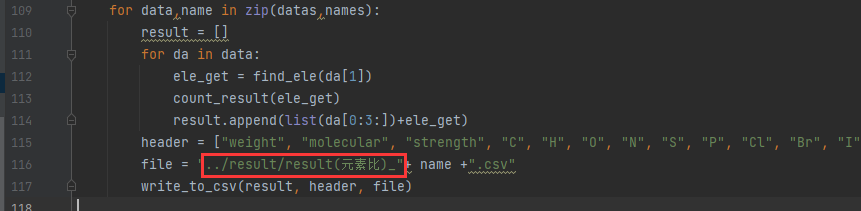 109 for data,name in zip(datas,names):
110 result = []
111 for da in data:
112 ele_get = find_ele(da[1])
113 count_result(ele_get)
114 result.append(list(da[0:3:])+ele_get)
115 header = ["weight", "molecular", "strength", "C", "H", "O", "N", "S", "P", "Cl", "Br", "I"
116 file = "../result/result(元素比)_"+ name +".csv"
117 write_to_csv(result, header, file)
118